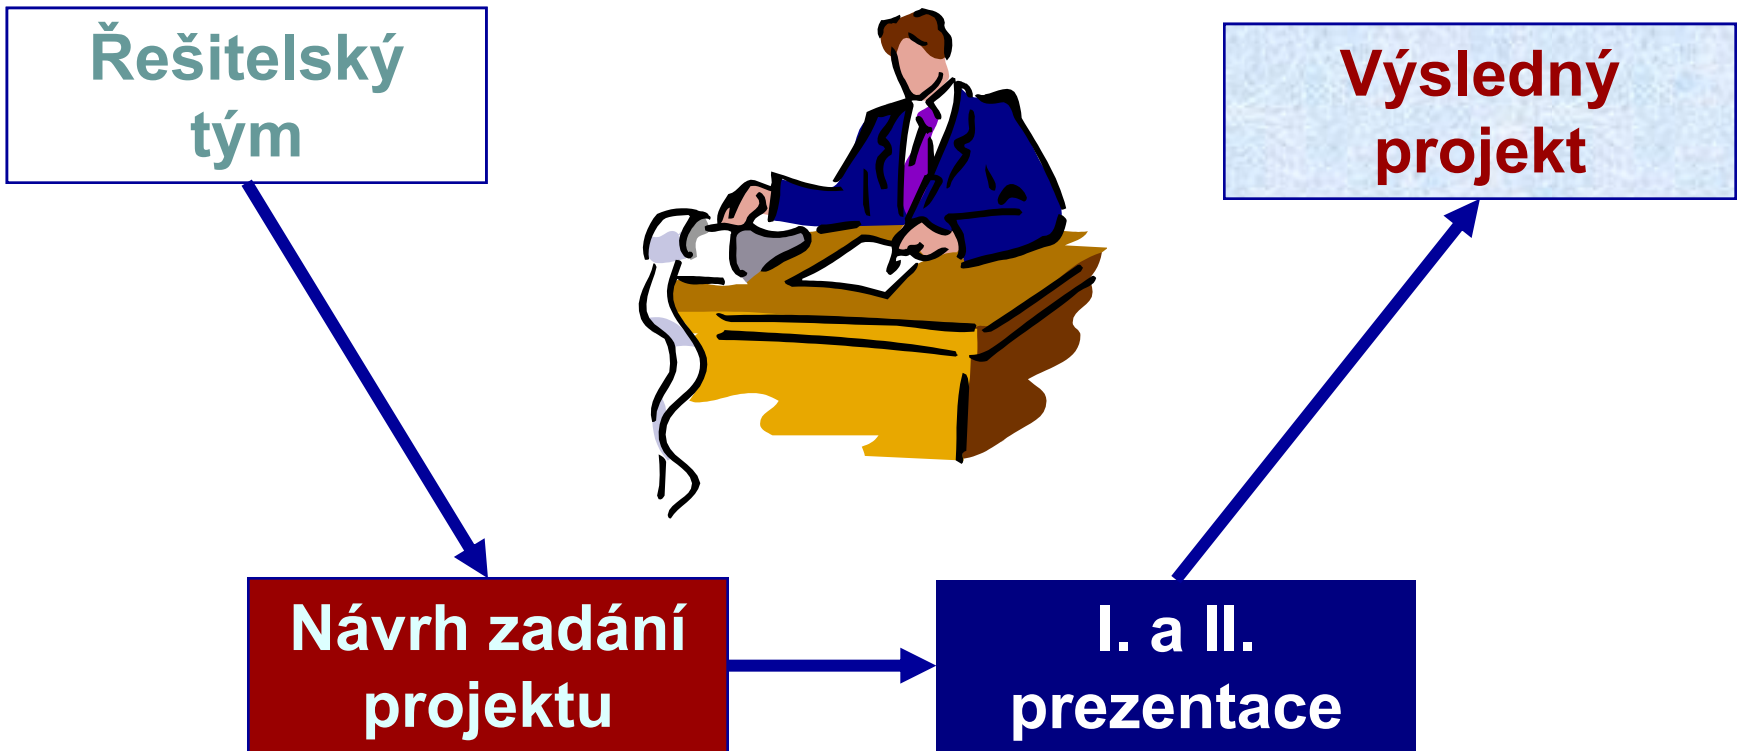 Řešitelský
tým
Výsledný
projekt
Návrh zadání
projektu
I. a II.
prezentace